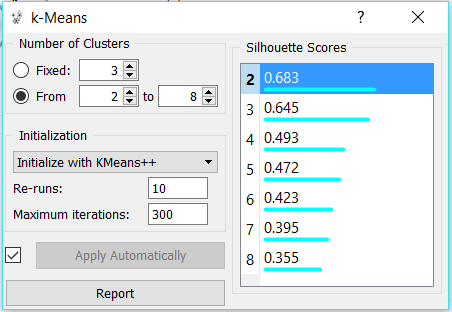 k-Means
?
Number of Clusters
Fixed: 3
From 2 to 8
Initialization
Initialize with KMeans++
Re-runs: 10
Maximum iterations: 300
Apply Automatically
Report
Silhouette Scores
2 0.683
3 0.645
4 0.493
5 0.472
6 0.423
7 0.395
8 0.355